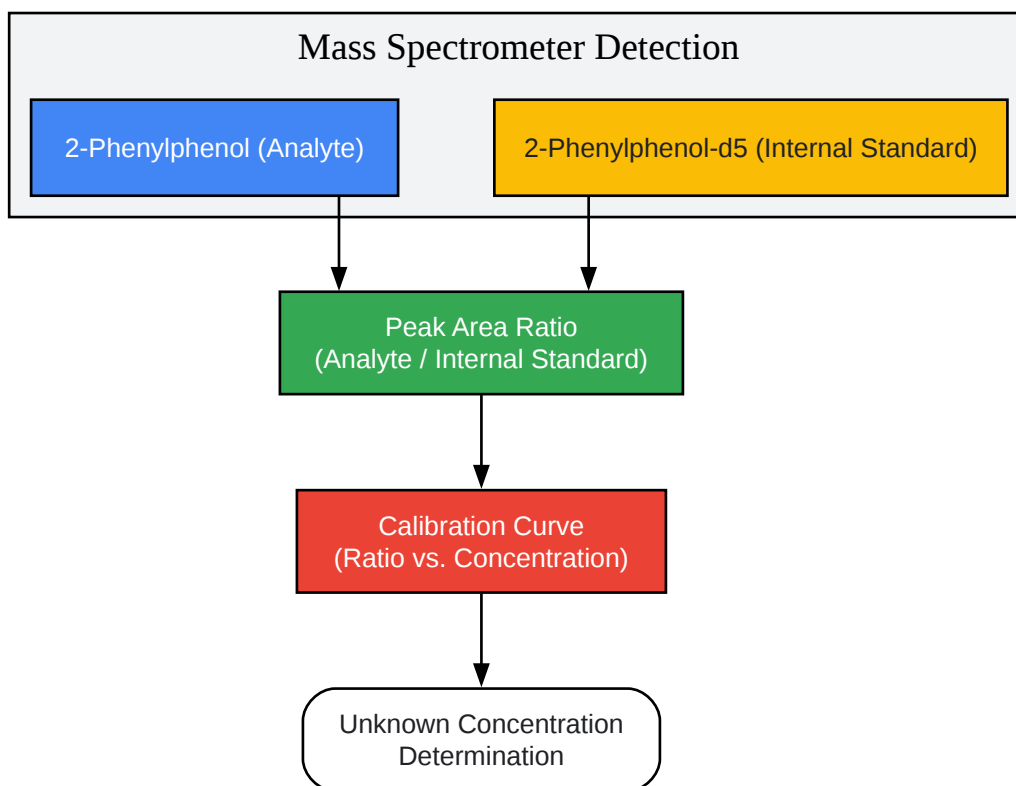 Mass Spectrometer Detection
2-Phenylphenol (Analyte)
2-Phenylphenol-d5 (Internal Standard)
Peak Area Ratio
(Analyte / Internal Standard)
Calibration Curve
(Ratio vs. Concentration)
Unknown Concentration
Determination